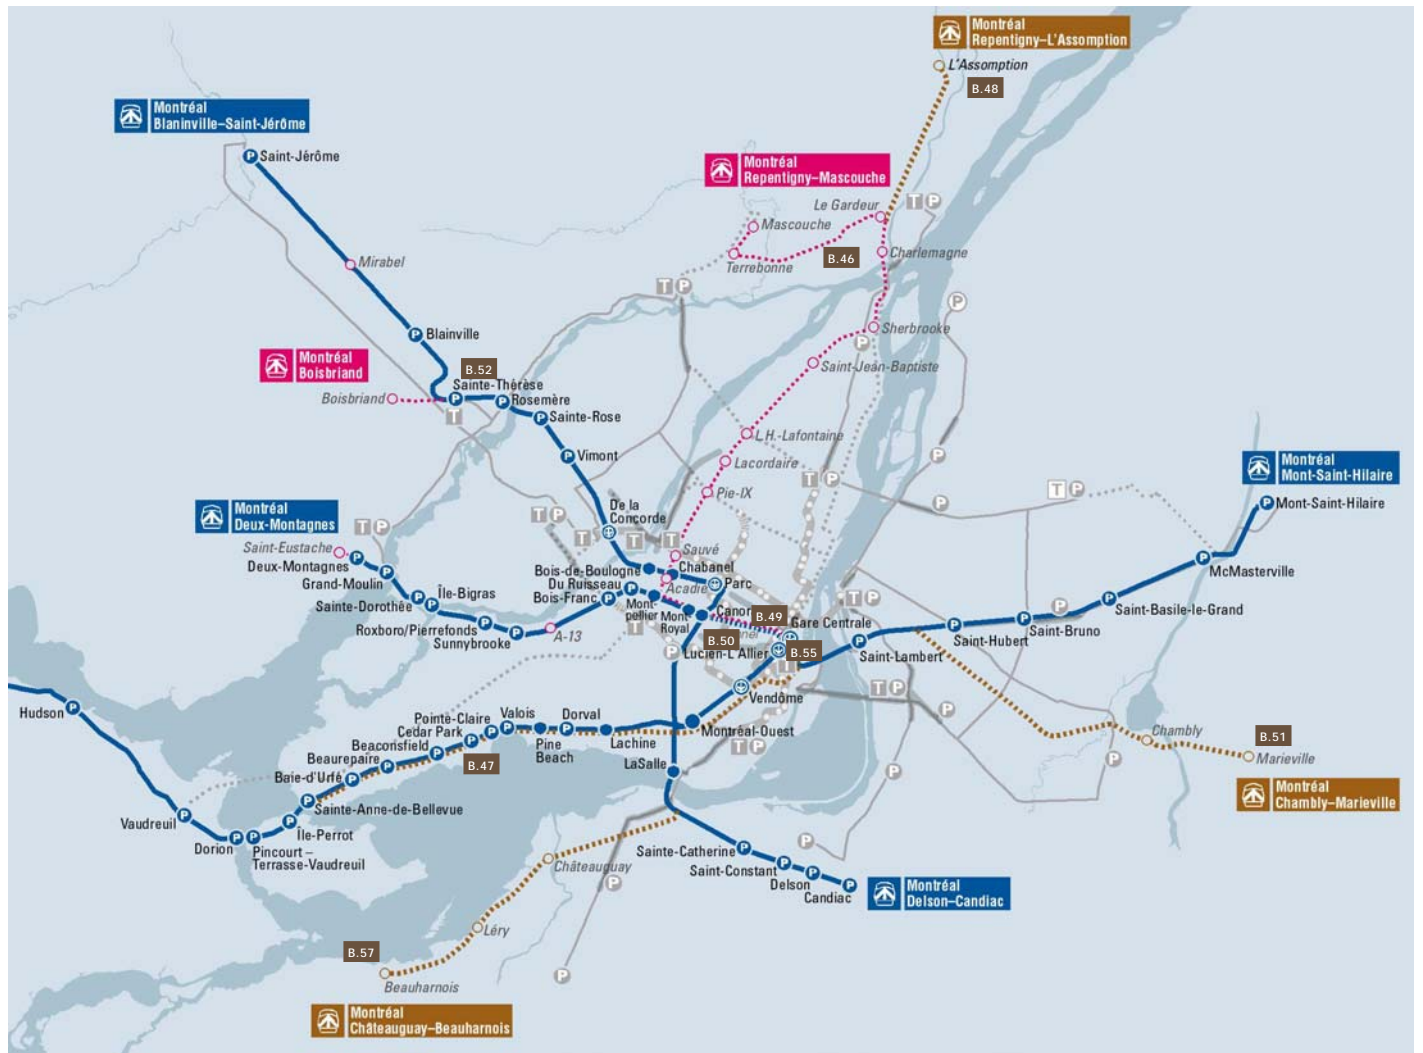 Montréal
Repentigny–L'Assomption
L'Assomption
B.48
Montréal
Blaninville–Saint-Jérôme
Saint-Jérôme
Montréal
Repentigny–Mascouche
Le Gardeur
T P
Mascouche
Charlemagne
Terrebonne
B.46
Mirabel
T P
P
Blainville
Sherbrooke
P
Montréal
Boisbriand
B.52
Saint-Jean-Baptiste
Sainte-Thérèse
Boisbriand
Rosemère
T
Sainte-Rose
L.H.-Lafontaine
Vimont
Lacordaire
P
Montréal
Mont-Saint-Hilaire
Pie-IX
T P
T P
Mont-Saint-Hilaire
P
Montréal
Deux-Montagnes
De la
Concorde
T P
T P
T
T
T
Saint-Eustache
Sauvé
Deux-Montagnes
Bois-de-Boulogne
Chabanel
McMasterville
Grand-Moulin
Du Ruisseau
Acadie
Parc
Île-Bigras
Bois-Franc
Sainte-Dorothée
Mont-
pellier
Mont-
Royal
Canor
B.49
T P
P
Saint-Basile-le-Grand
Roxboro/Pierrefonds
A-13
T
Gare Centrale
Saint-Hubert
Saint-Bruno
Sunnybrooke
B.50
P
Lucien-L'Allier
B.55
Saint-Lambert
T
Vendôme
T P
Hudson
Pointe-Claire
Valois
Dorval
P
Cedar Park
Montréal-Ouest
Chambly
B.51
Beaconsfield
Pine
Beach
Lachine
T P
Marieville
Beaurepaire
B.47
LaSalle
P
P
Baie-d'Urfé
Montréal
Chambly–Marieville
Sainte-Anne-de-Bellevue
Vaudreuil
Île-Perrot
Dorion
Pincourt –
Terrasse-Vaudreuil
P
Sainte-Catherine
Châteauguay
Saint-Constant
P
Delson
Candiac
Montréal
Delson–Candiac
Léry
B.57
P
Beauharnois
Montréal
Châteauguay–Beauharnois